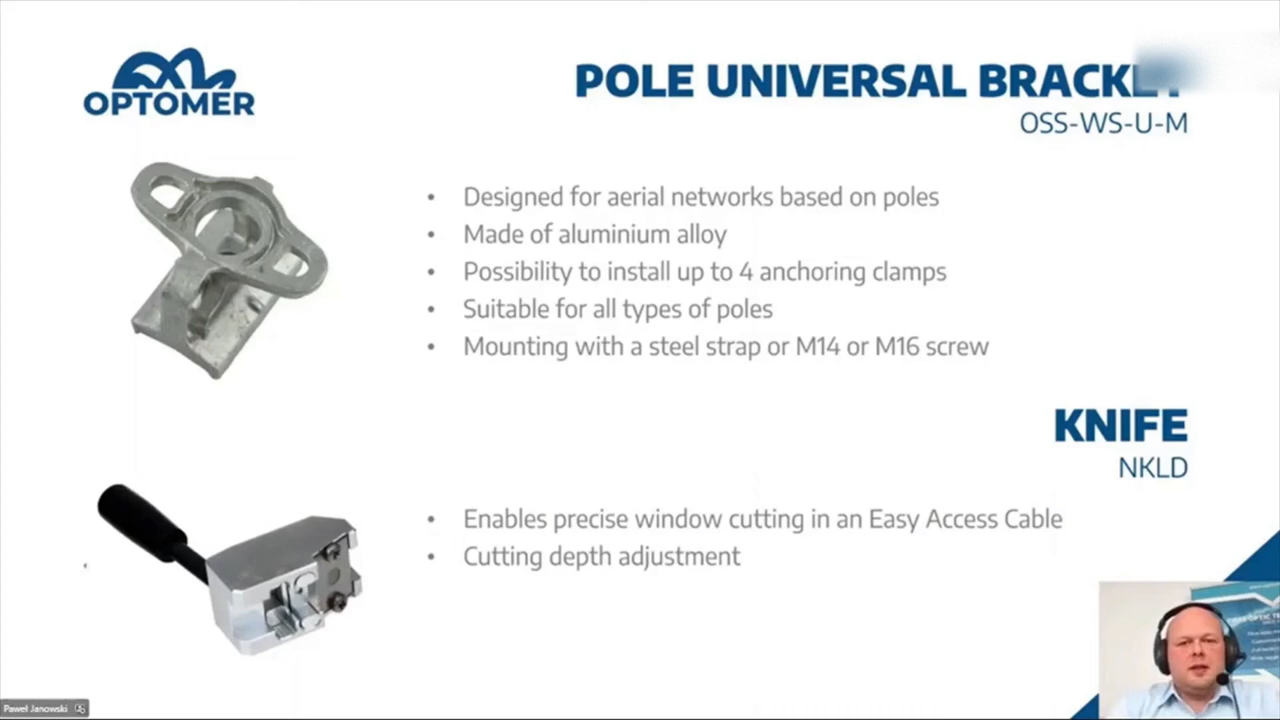 OPTOMER
POLE UNIVERSAL BRACKET
OSS-WS-U-M
• Designed for aerial networks based on poles
• Made of aluminium alloy
• Possibility to install up to 4 anchoring clamps
• Suitable for all types of poles
• Mounting with a steel strap or M14 or M16 screw
KNIFE
NKLD
• Enables precise window cutting in an Easy Access Cable
• Cutting depth adjustment
Paweł Janowski